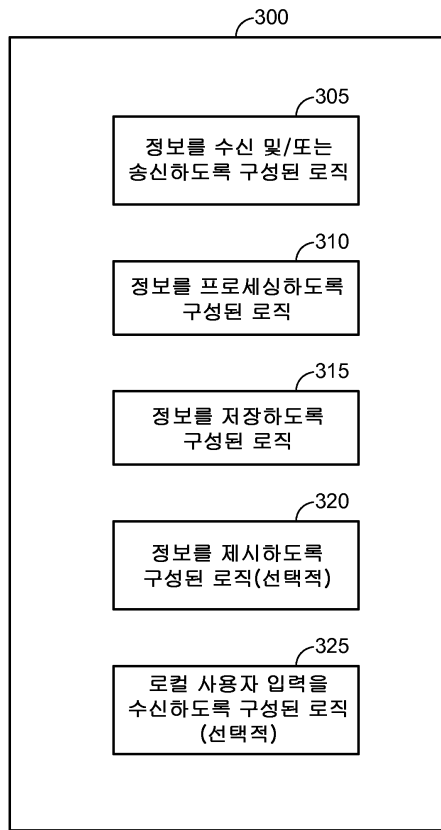 300
305
정보를 수신 및/또는
송신하도록 구성된 로직
310
정보를 프로세싱하도록
구성된 로직
315
정보를 저장하도록
구성된 로직
320
정보를 제시하도록
구성된 로직(선택적)
325
로컬 사용자 입력을
수신하도록 구성된 로직
(선택적)